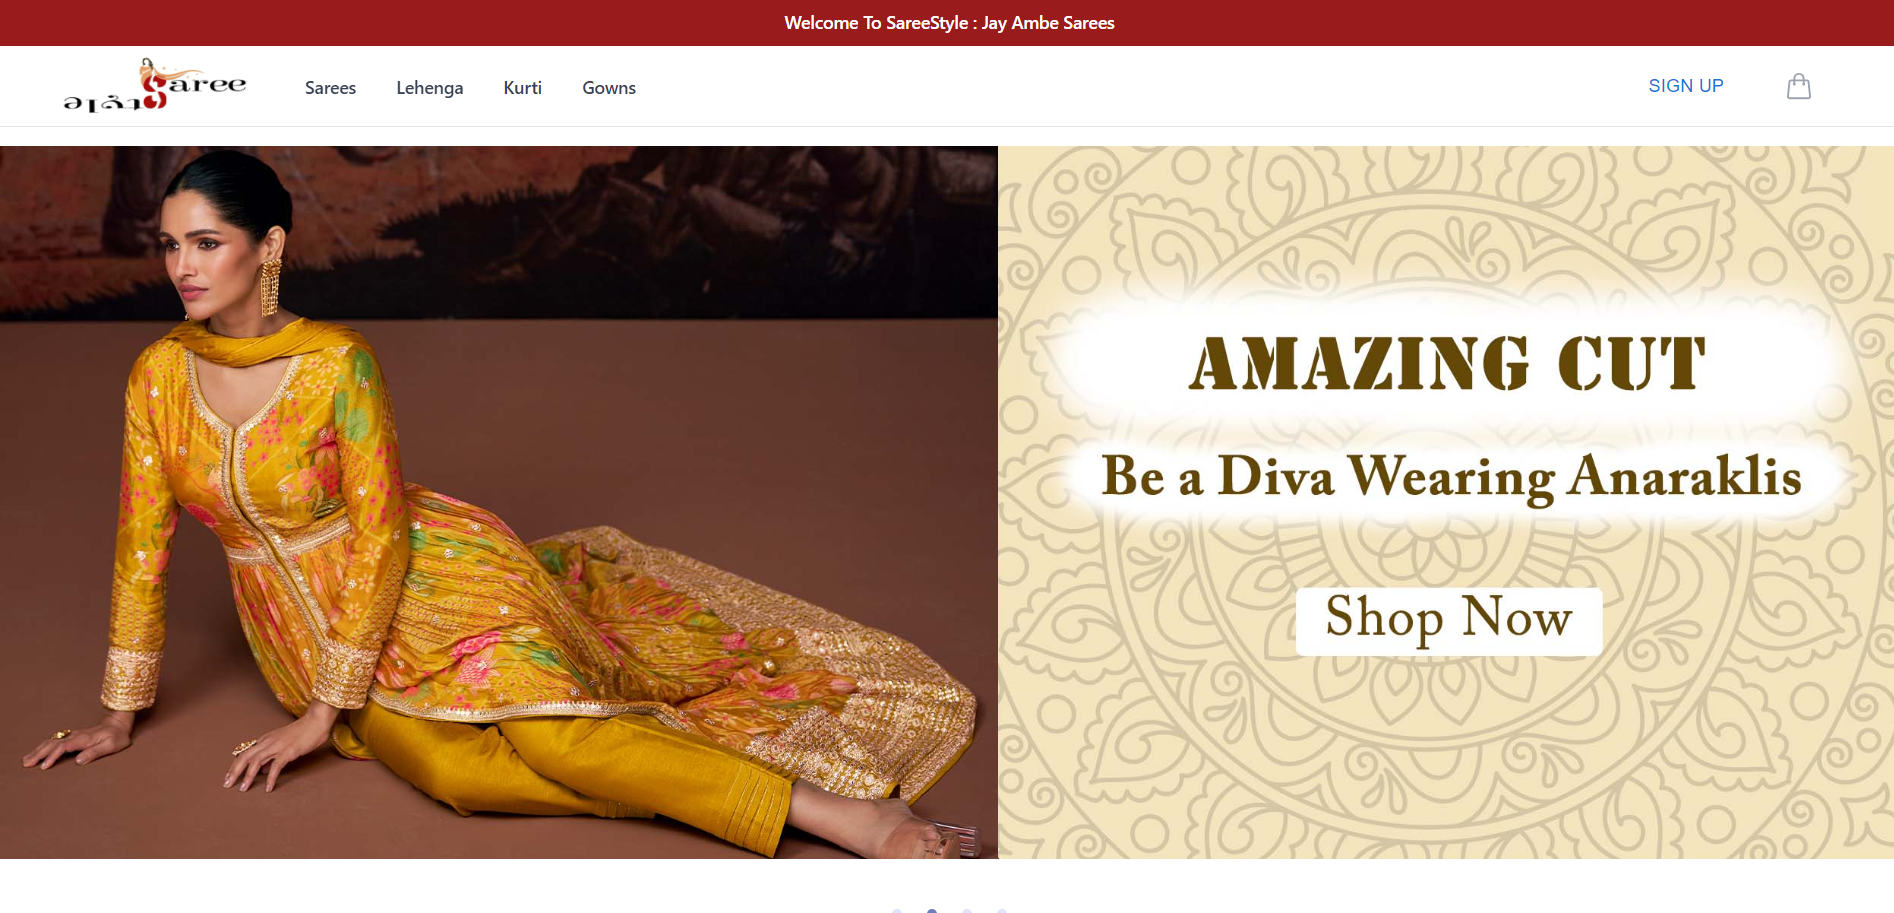 Welcome To SareeStyle : Jay Ambe Sarees
Saree
Sarees
Lehenga
Kurti
Gowns
SIGN UP
AMAZING CUT
Be a Diva Wearing Anaraklis
Shop Now